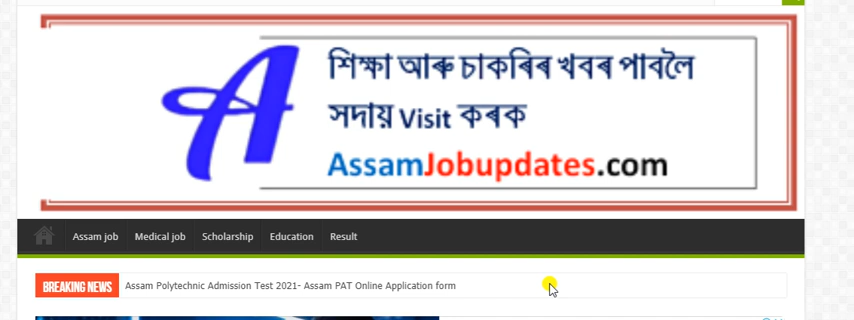 A
শিক্ষা আৰু চাকৰিৰ খবৰ পাবলৈ
সদায় Visit কৰক
AssamJobupdates.com
Assam job Medical job Scholarship Education Result
BREAKING NEWS Assam Polytechnic Admission Test 2021- Assam PAT Online Application form